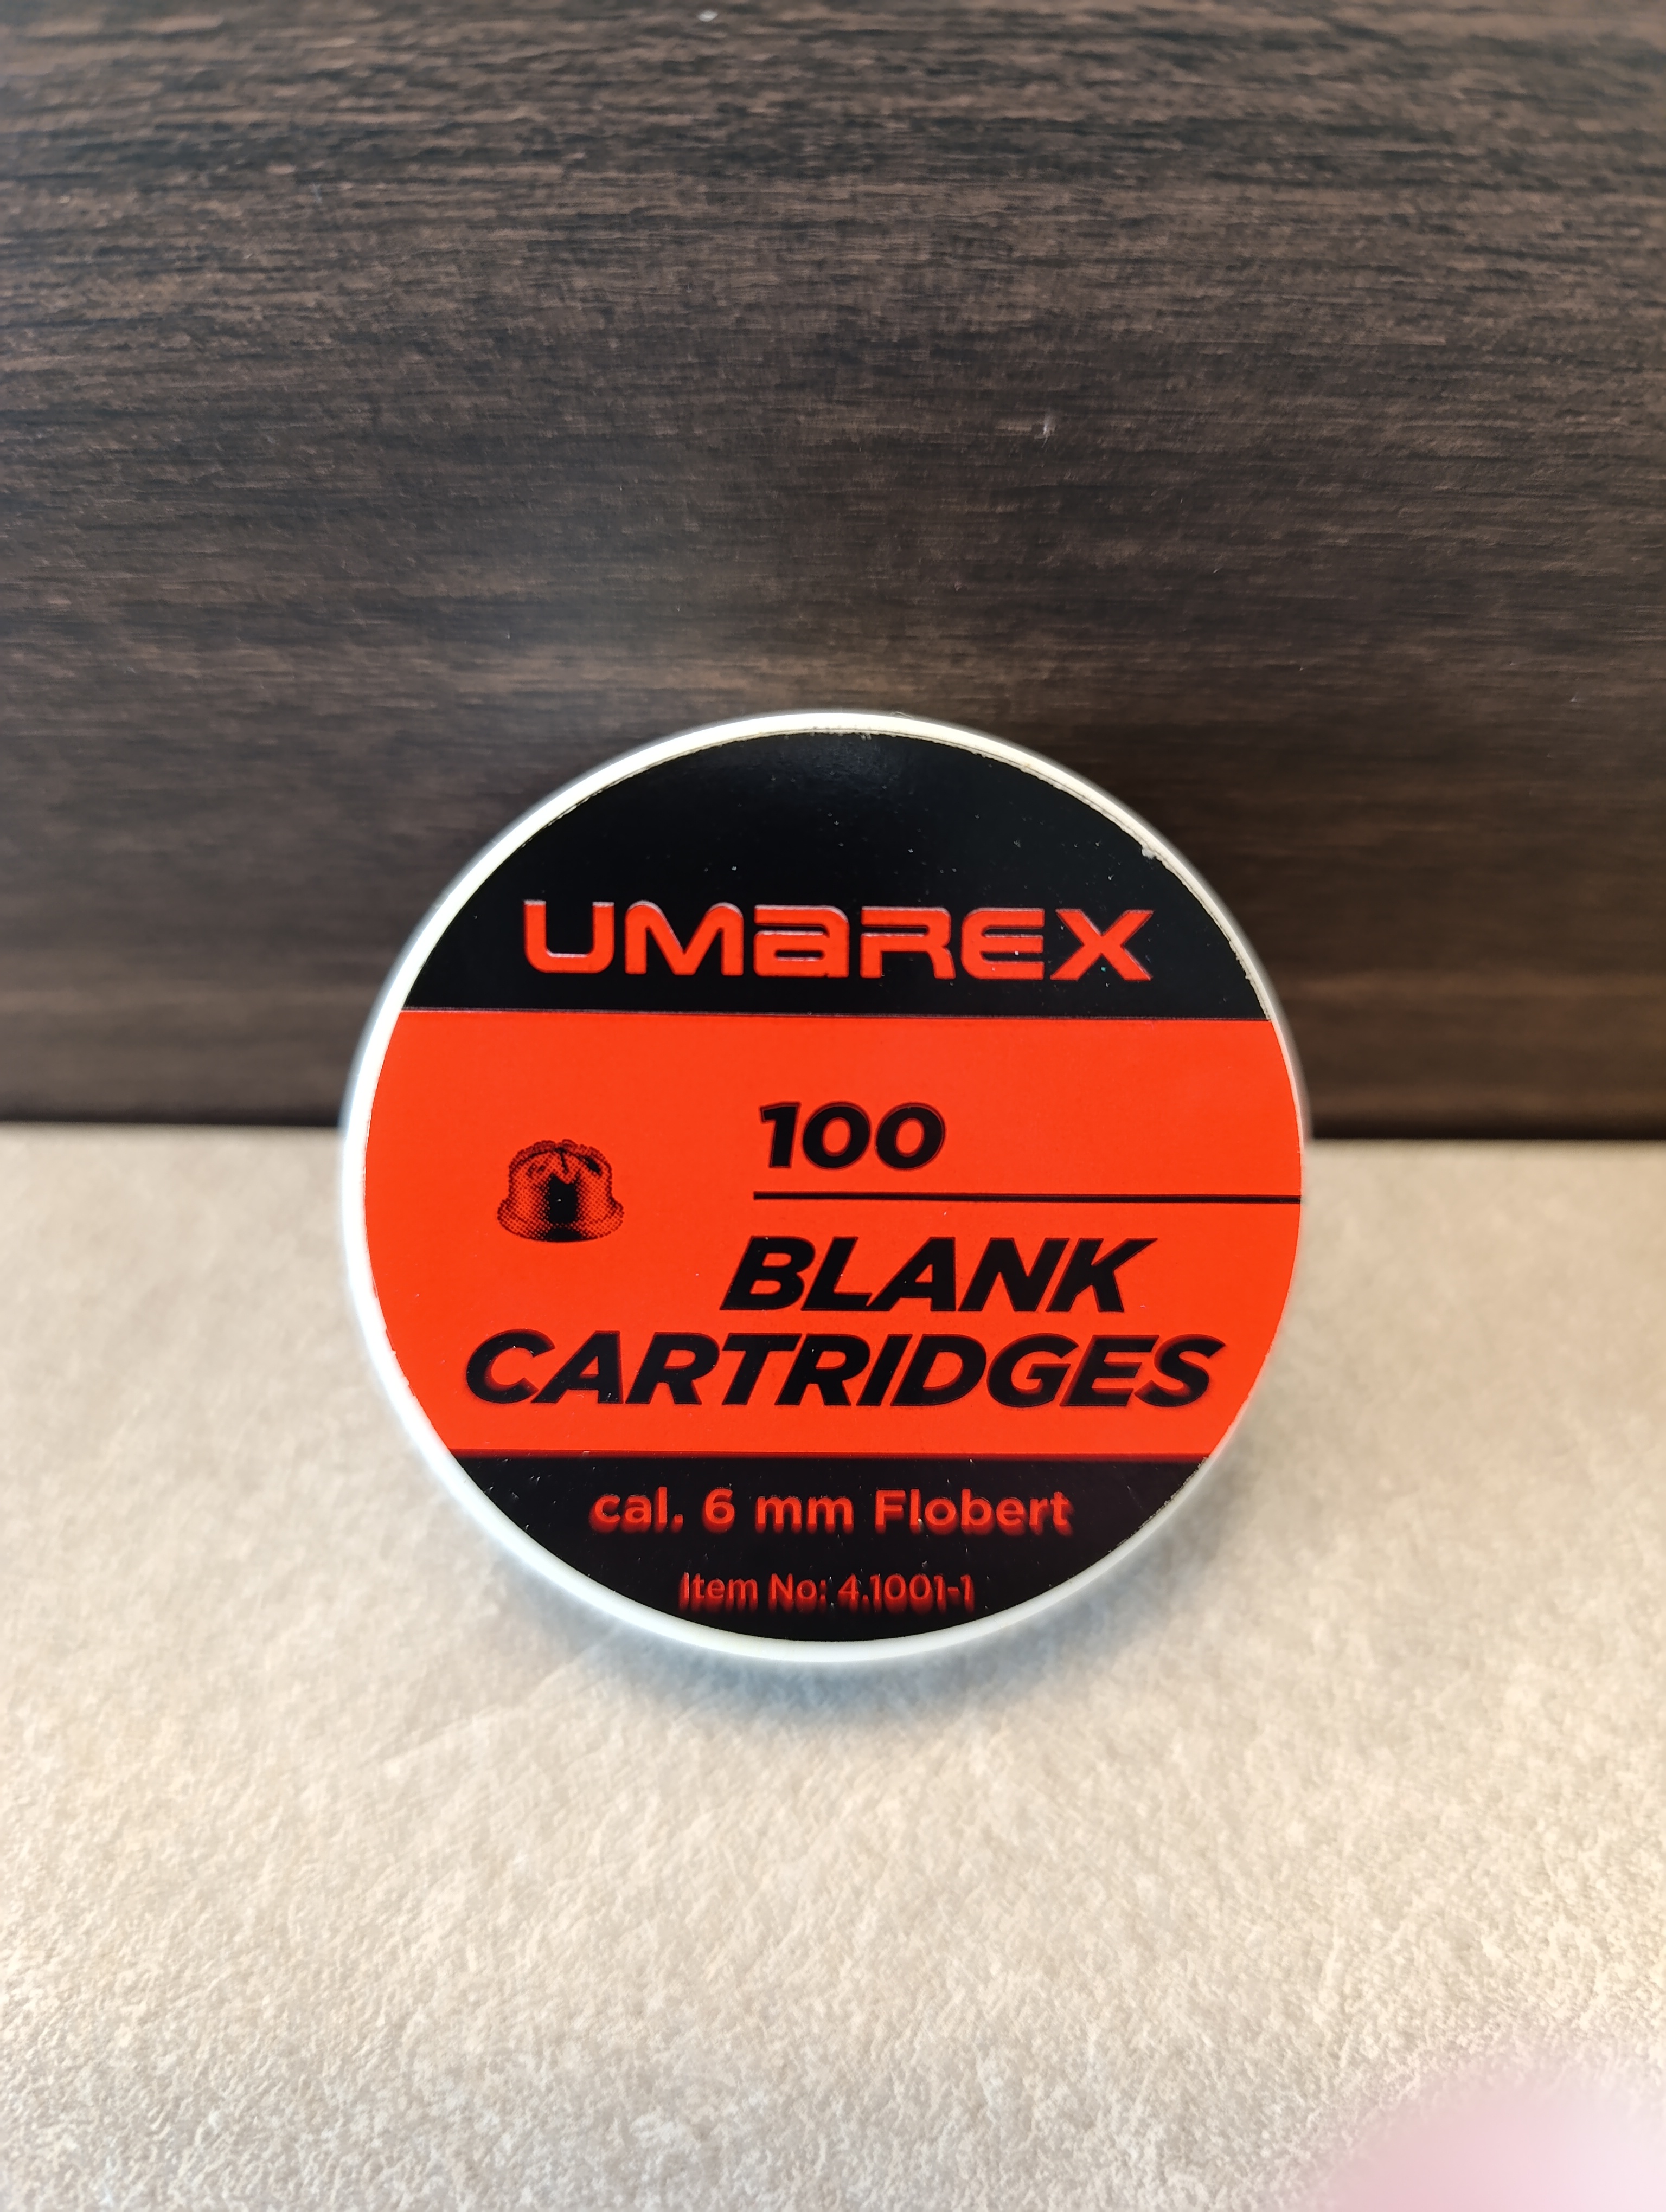 UMAREX
100
BLANK
CARTRIDGES
cal. 6 mm Flobert
Item No: 4.1001-1